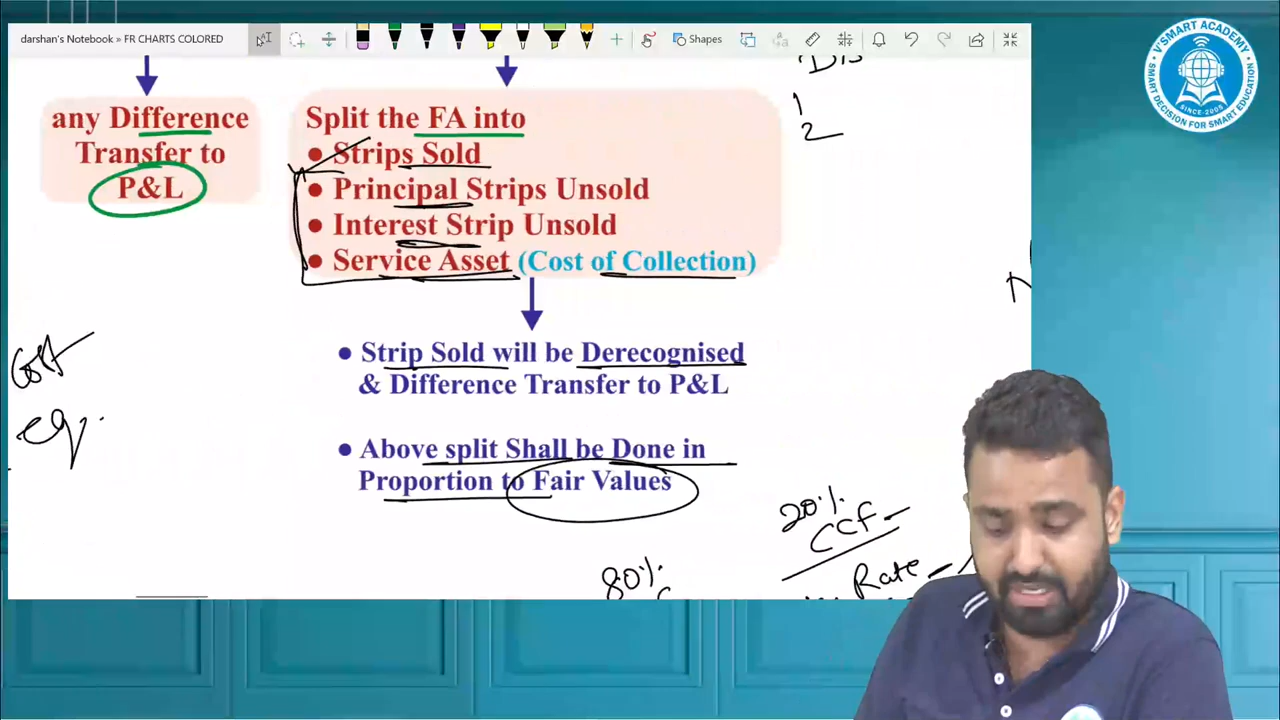 darshan's Notebook » FR CHARTS COLORED
Shapes
any Difference
Transfer to
P&L
Split the FA into
• Strips Sold
• Principal Strips Unsold
• Interest Strip Unsold
• Service Asset (Cost of Collection)
• Strip Sold will be Derecognised
& Difference Transfer to P&L
• Above split Shall be Done in
Proportion to Fair Values
1
2
Cost
eq.
20%
CCF
Rate
80%
V'SMART ACADEMY
SINCE-2005
SMART DECISION FOR SMART EDUCATION